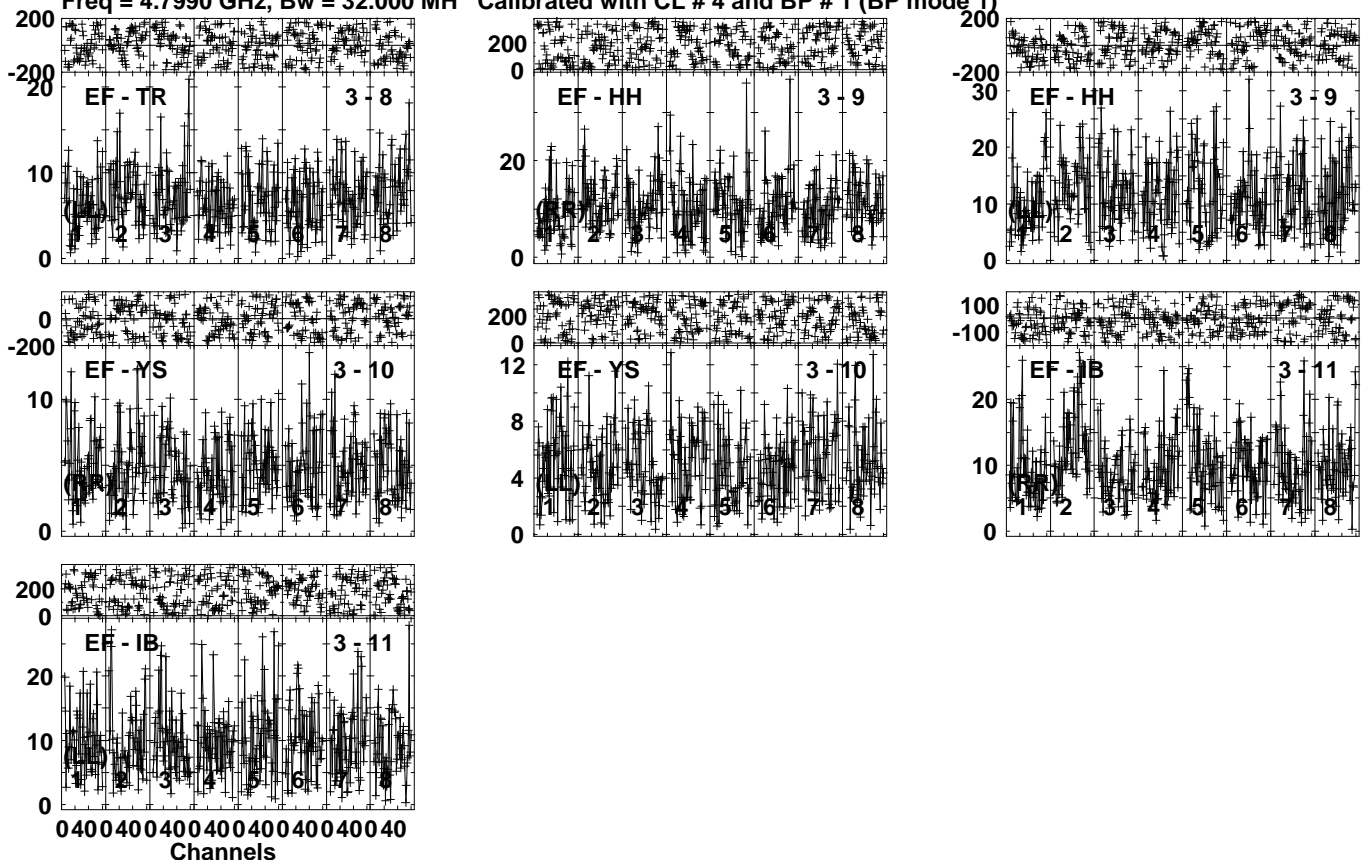 Freq = 4.7990 GHz, Bw = 32.000 MH Calibrated with CL # 4 and BP # 1 (BP mode 1)
200
-200
20
10
0
EF - TR 3 - 8
(LL)
1 2 3 4 5 6 7 8
200
0
20
0
EF - HH 3 - 9
(RR)
1 2 3 4 5 6 7 8
200
-200
30
20
10
0
EF - HH 3 - 9
(LL)
1 2 3 4 5 6 7 8
0
-200
10
0
EF - YS 3 - 10
(RR)
1 2 3 4 5 6 7 8
200
0
12
8
4
0
EF - YS 3 - 10
(LL)
1 2 3 4 5 6 7 8
100
-100
20
10
0
EF - IB 3 - 11
(RR)
1 2 3 4 5 6 7 8
200
0
20
10
0
EF - IB 3 - 11
(LL)
1 2 3 4 5 6 7 8
0 40 0 40 0 40 0 40 0 40 0 40 0 40 0 40
Channels